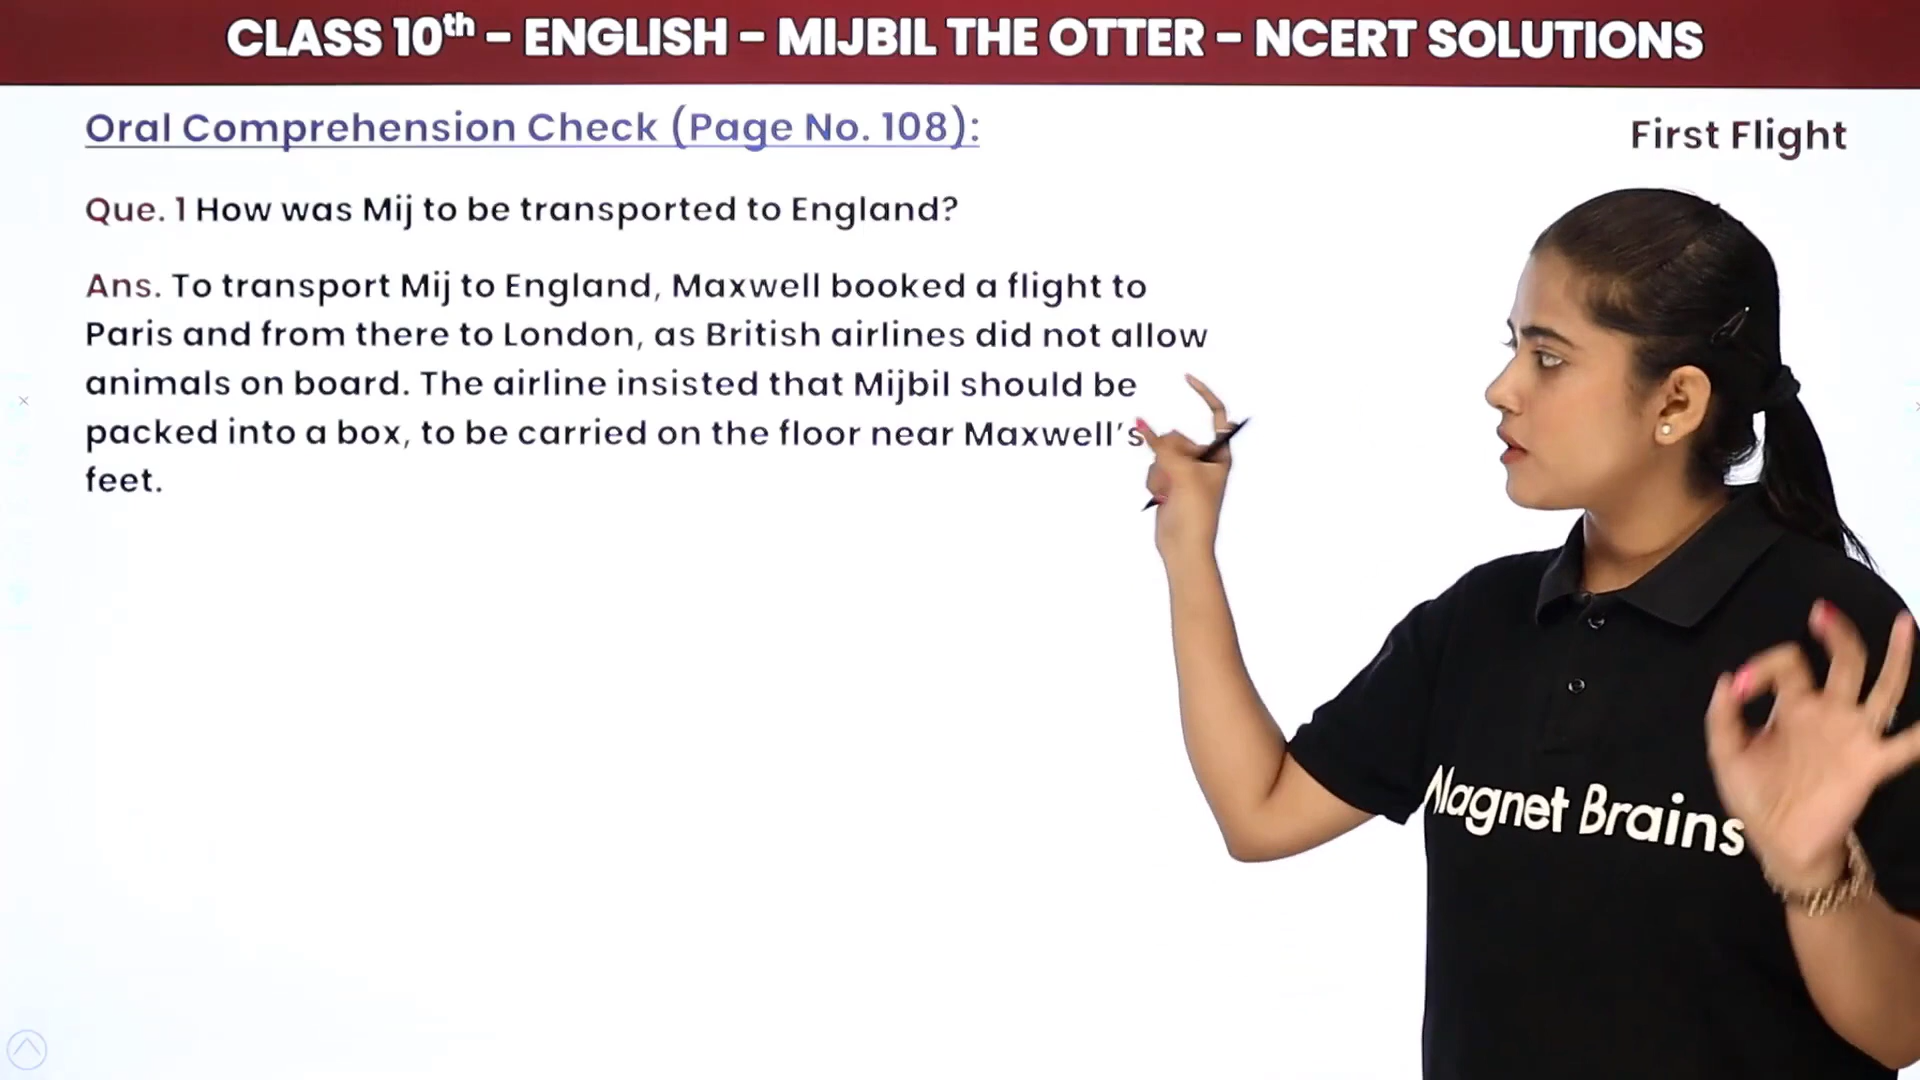 CLASS 10th - ENGLISH - MIJBIL THE OTTER - NCERT SOLUTIONS
Oral Comprehension Check (Page No. 108):
First Flight
Que. 1 How was Mij to be transported to England?
Ans. To transport Mij to England, Maxwell booked a flight to
Paris and from there to London, as British airlines did not allow
animals on board. The airline insisted that Mijbil should be
packed into a box, to be carried on the floor near Maxwell's
feet.
Magnet Brains